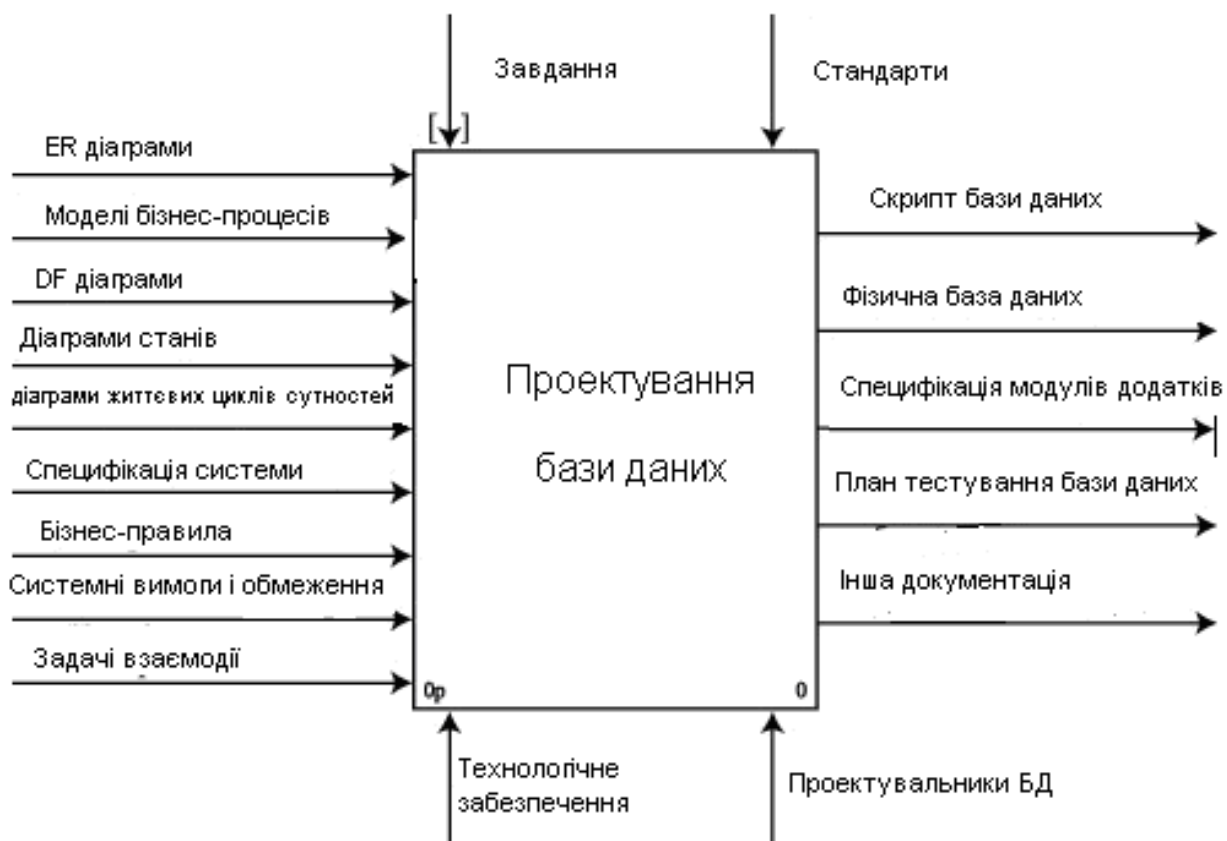 Завдання
Стандарти
[ ]
ER діаграми
Моделі бізнес-процесів
DF діаграми
Діаграми станів
діаграми життєвих циклів сутностей
Специфікація системи
Бізнес-правила
Системні вимоги і обмеження
Задачі взаємодії
Проектування
бази даних
0р
0
Скрипт бази даних
Фізична база даних
Специфікація модулів додатків
План тестування бази даних
Інша документація
Технологічне
забезпечення
Проектувальники БД